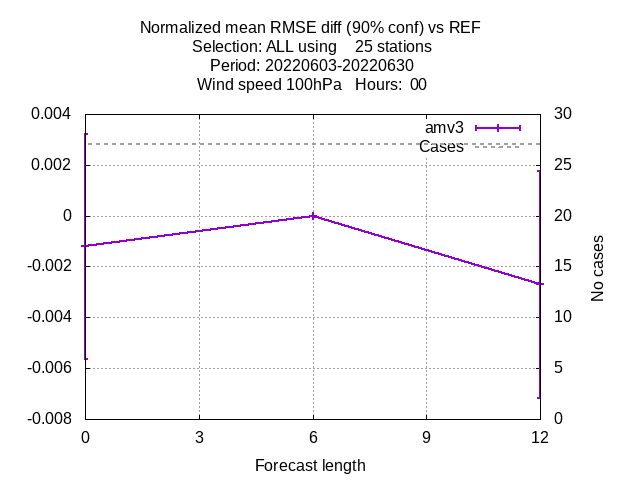 Normalized mean RMSE diff (90% conf) vs REF
Selection: ALL using    25 stations
Period: 20220603-20220630
Wind speed 100hPa   Hours:  00
amv3
Cases
0.004
0.002
0
-0.002
-0.004
-0.006
-0.008
30
25
20
15
10
5
0
No cases
0 3 6 9 12
Forecast length